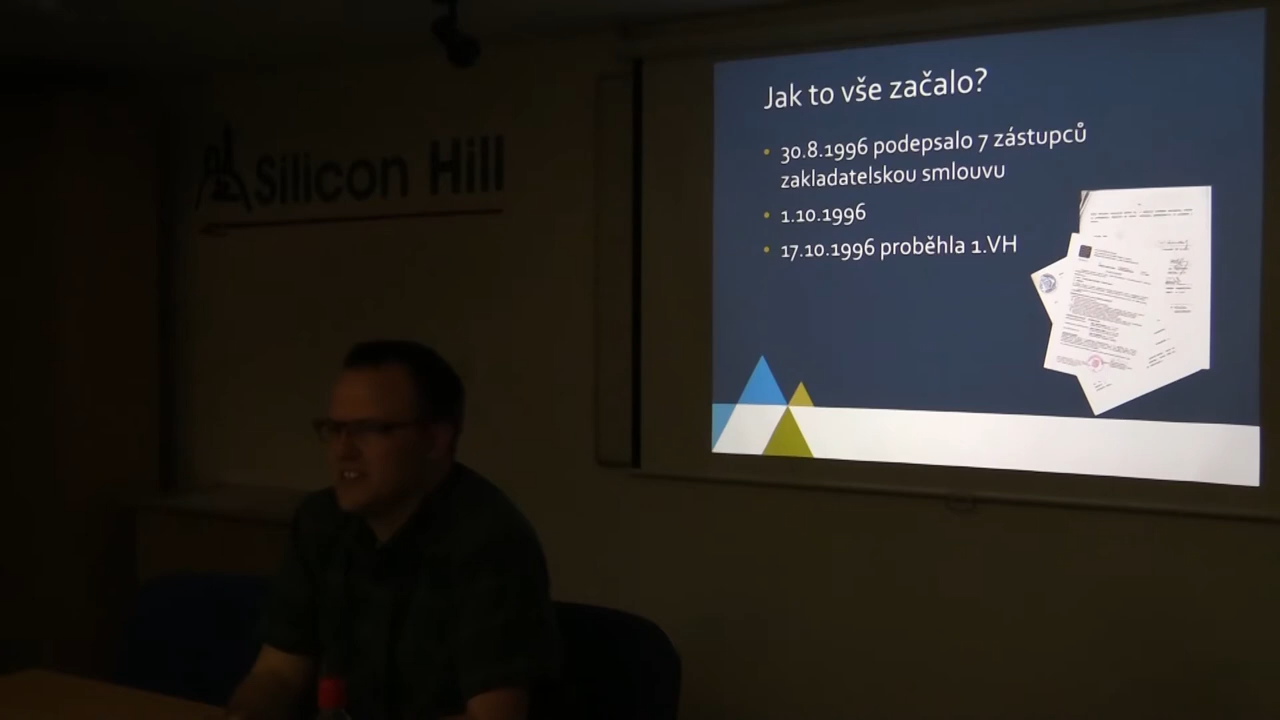 Silicon Hill
Jak to vše začalo?
• 30.8.1996 podepsalo 7 zástupců
zakladatelskou smlouvu
• 1.10.1996
• 17.10.1996 proběhla 1.VH